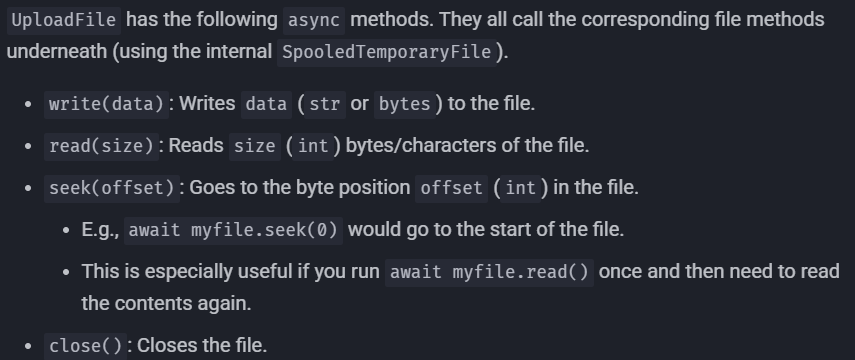 UploadFile has the following async methods. They all call the corresponding file methods
underneath (using the internal SpooledTemporaryFile ).
• write(data) : Writes data ( str or bytes ) to the file.
• read(size) : Reads size ( int ) bytes/characters of the file.
• seek(offset) : Goes to the byte position offset ( int ) in the file.
• E.g., await myfile.seek(0) would go to the start of the file.
• This is especially useful if you run await myfile.read() once and then need to read
the contents again.
• close() : Closes the file.